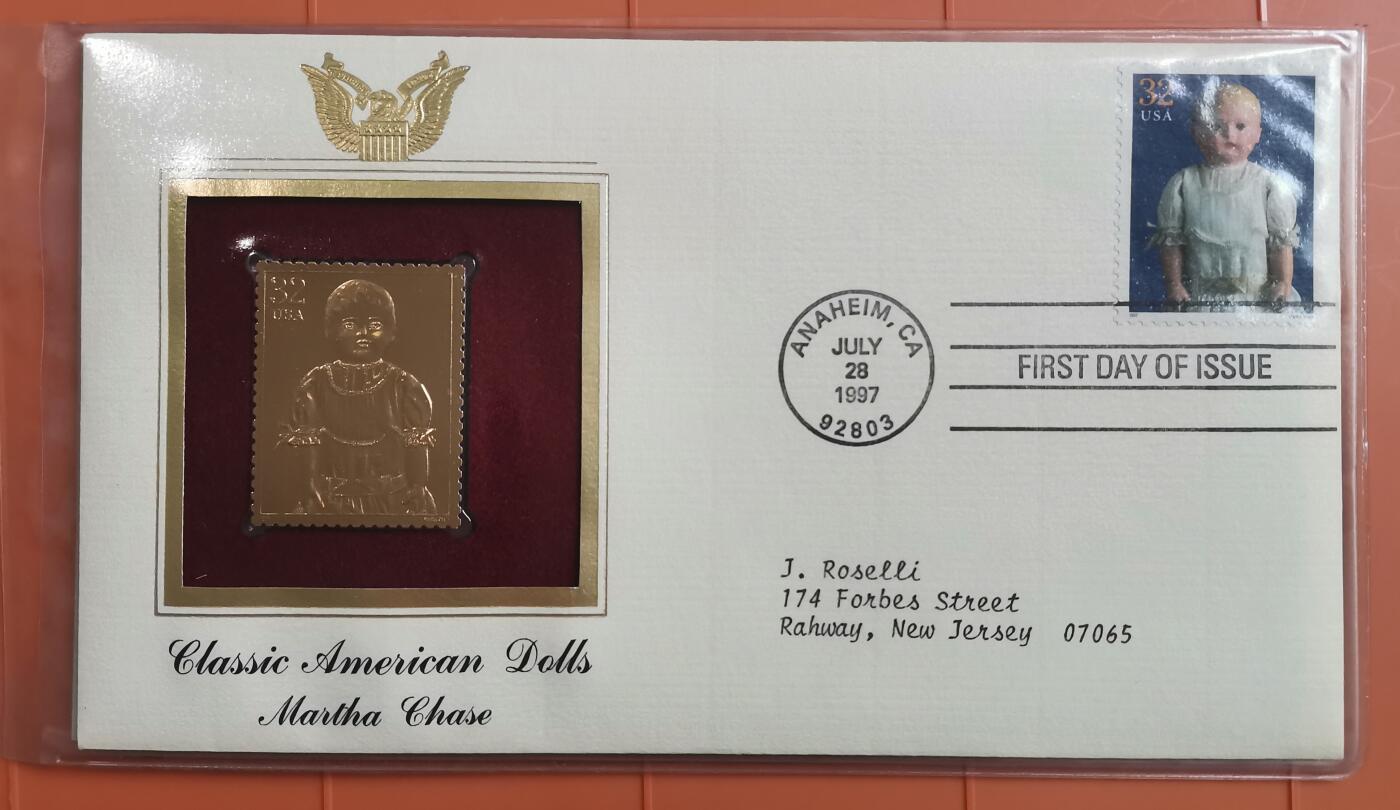 32
USA
Classic American Dolls
Martha Chase
32
USA
ANAHEIM, CA
JULY
28
1997
92803
FIRST DAY OF ISSUE
J. Roselli
174 Forbes Street
Rahway, New Jersey 07065